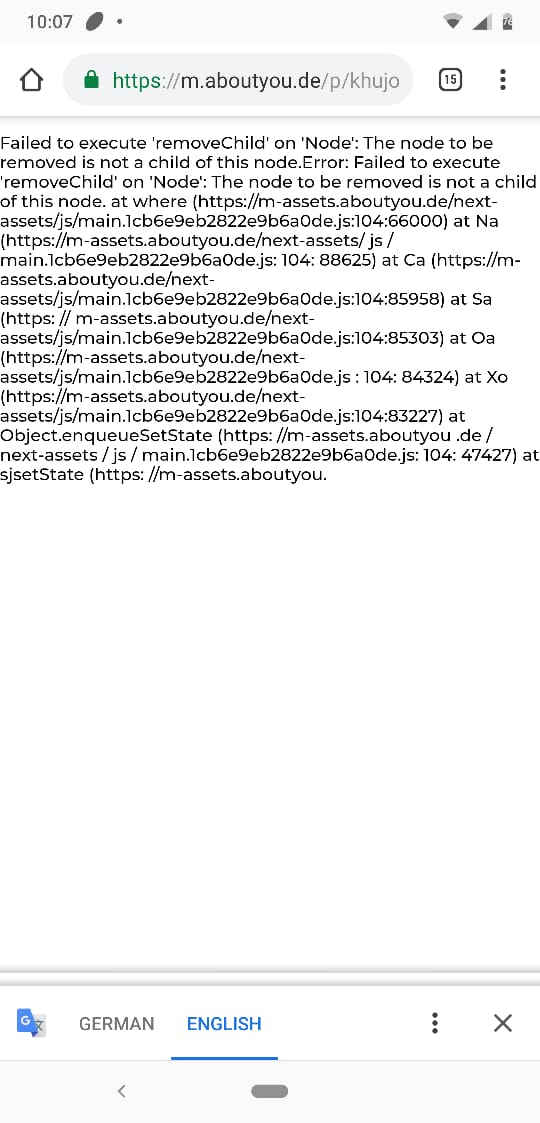 10:07
76
https://m.aboutyou.de/p/khujo
15
Failed to execute 'removeChild' on 'Node': The node to be
removed is not a child of this node.Error: Failed to execute
'removeChild' on 'Node': The node to be removed is not a child
of this node. at where (https://m-assets.aboutyou.de/next-
assets/js/main.1cb6e9eb2822e9b6a0de.js:104:66000) at Na
(https://m-assets.aboutyou.de/next-assets/ js /
main.1cb6e9eb2822e9b6a0de.js: 104: 88625) at Ca (https://m-
assets.aboutyou.de/next-
assets/js/main.1cb6e9eb2822e9b6a0de.js:104:85958) at Sa
(https: // m-assets.aboutyou.de/next-
assets/js/main.1cb6e9eb2822e9b6a0de.js:104:85303) at Oa
(https://m-assets.aboutyou.de/next-
assets/js/main.1cb6e9eb2822e9b6a0de.js : 104: 84324) at Xo
(https://m-assets.aboutyou.de/next-
assets/js/main.1cb6e9eb2822e9b6a0de.js:104:83227) at
Object.enqueueSetState (https: //m-assets.aboutyou .de /
next-assets / js / main.1cb6e9eb2822e9b6a0de.js: 104: 47427) at
sjsetState (https: //m-assets.aboutyou.
G 文
GERMAN ENGLISH